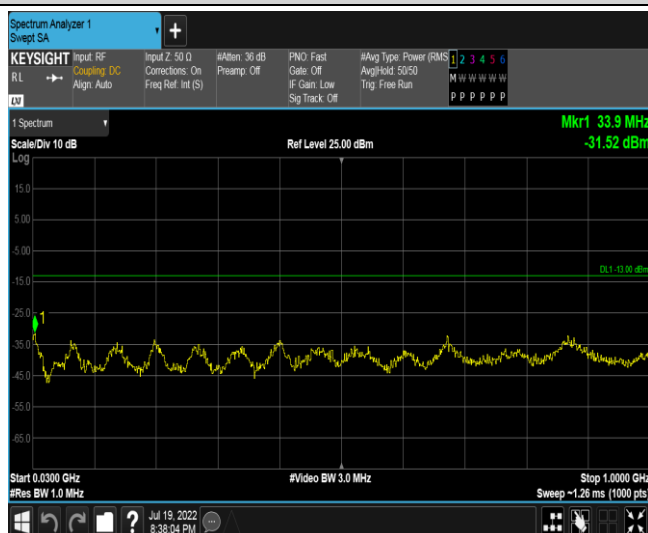 Spectrum Analyzer 1
Swept SA
+
KEYSIGHT
RL
LXI
Input: RF
Coupling: DC
Align: Auto
Input Z: 50 Ω
Corrections: On
Freq Ref: Int (S)
#Atten: 36 dB
Preamp: Off
PNO: Fast
Gate: Off
IF Gain: Low
Sig Track: Off
#Avg Type: Power (RMS
Avg|Hold: 50/50
Trig: Free Run
1 2 3 4 5 6
M W W W W W
P P P P P P
1 Spectrum
Mkr1 33.9 MHz
-31.52 dBm
Scale/Div 10 dB
Ref Level 25.00 dBm
Log
15.0
5.00
-5.00
DL1 -13.00 dBm
-15.0
-25.0
1
-35.0
-45.0
-55.0
-65.0
Start 0.0300 GHz
#Video BW 3.0 MHz
Stop 1.0000 GHz
#Res BW 1.0 MHz
Sweep ~1.26 ms (1000 pts)
?
Jul 19, 2022
8:38:04 PM